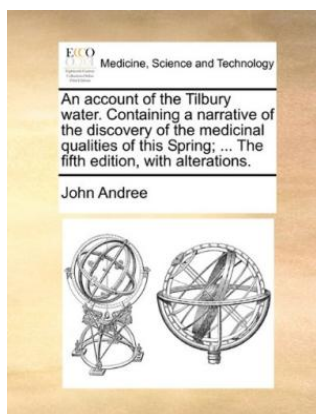 ECCO
Medicine, Science and Technology
An account of the Tilbury
water. Containing a narrative of
the discovery of the medicinal
qualities of this Spring; ... The
fifth edition, with alterations.
John Andree